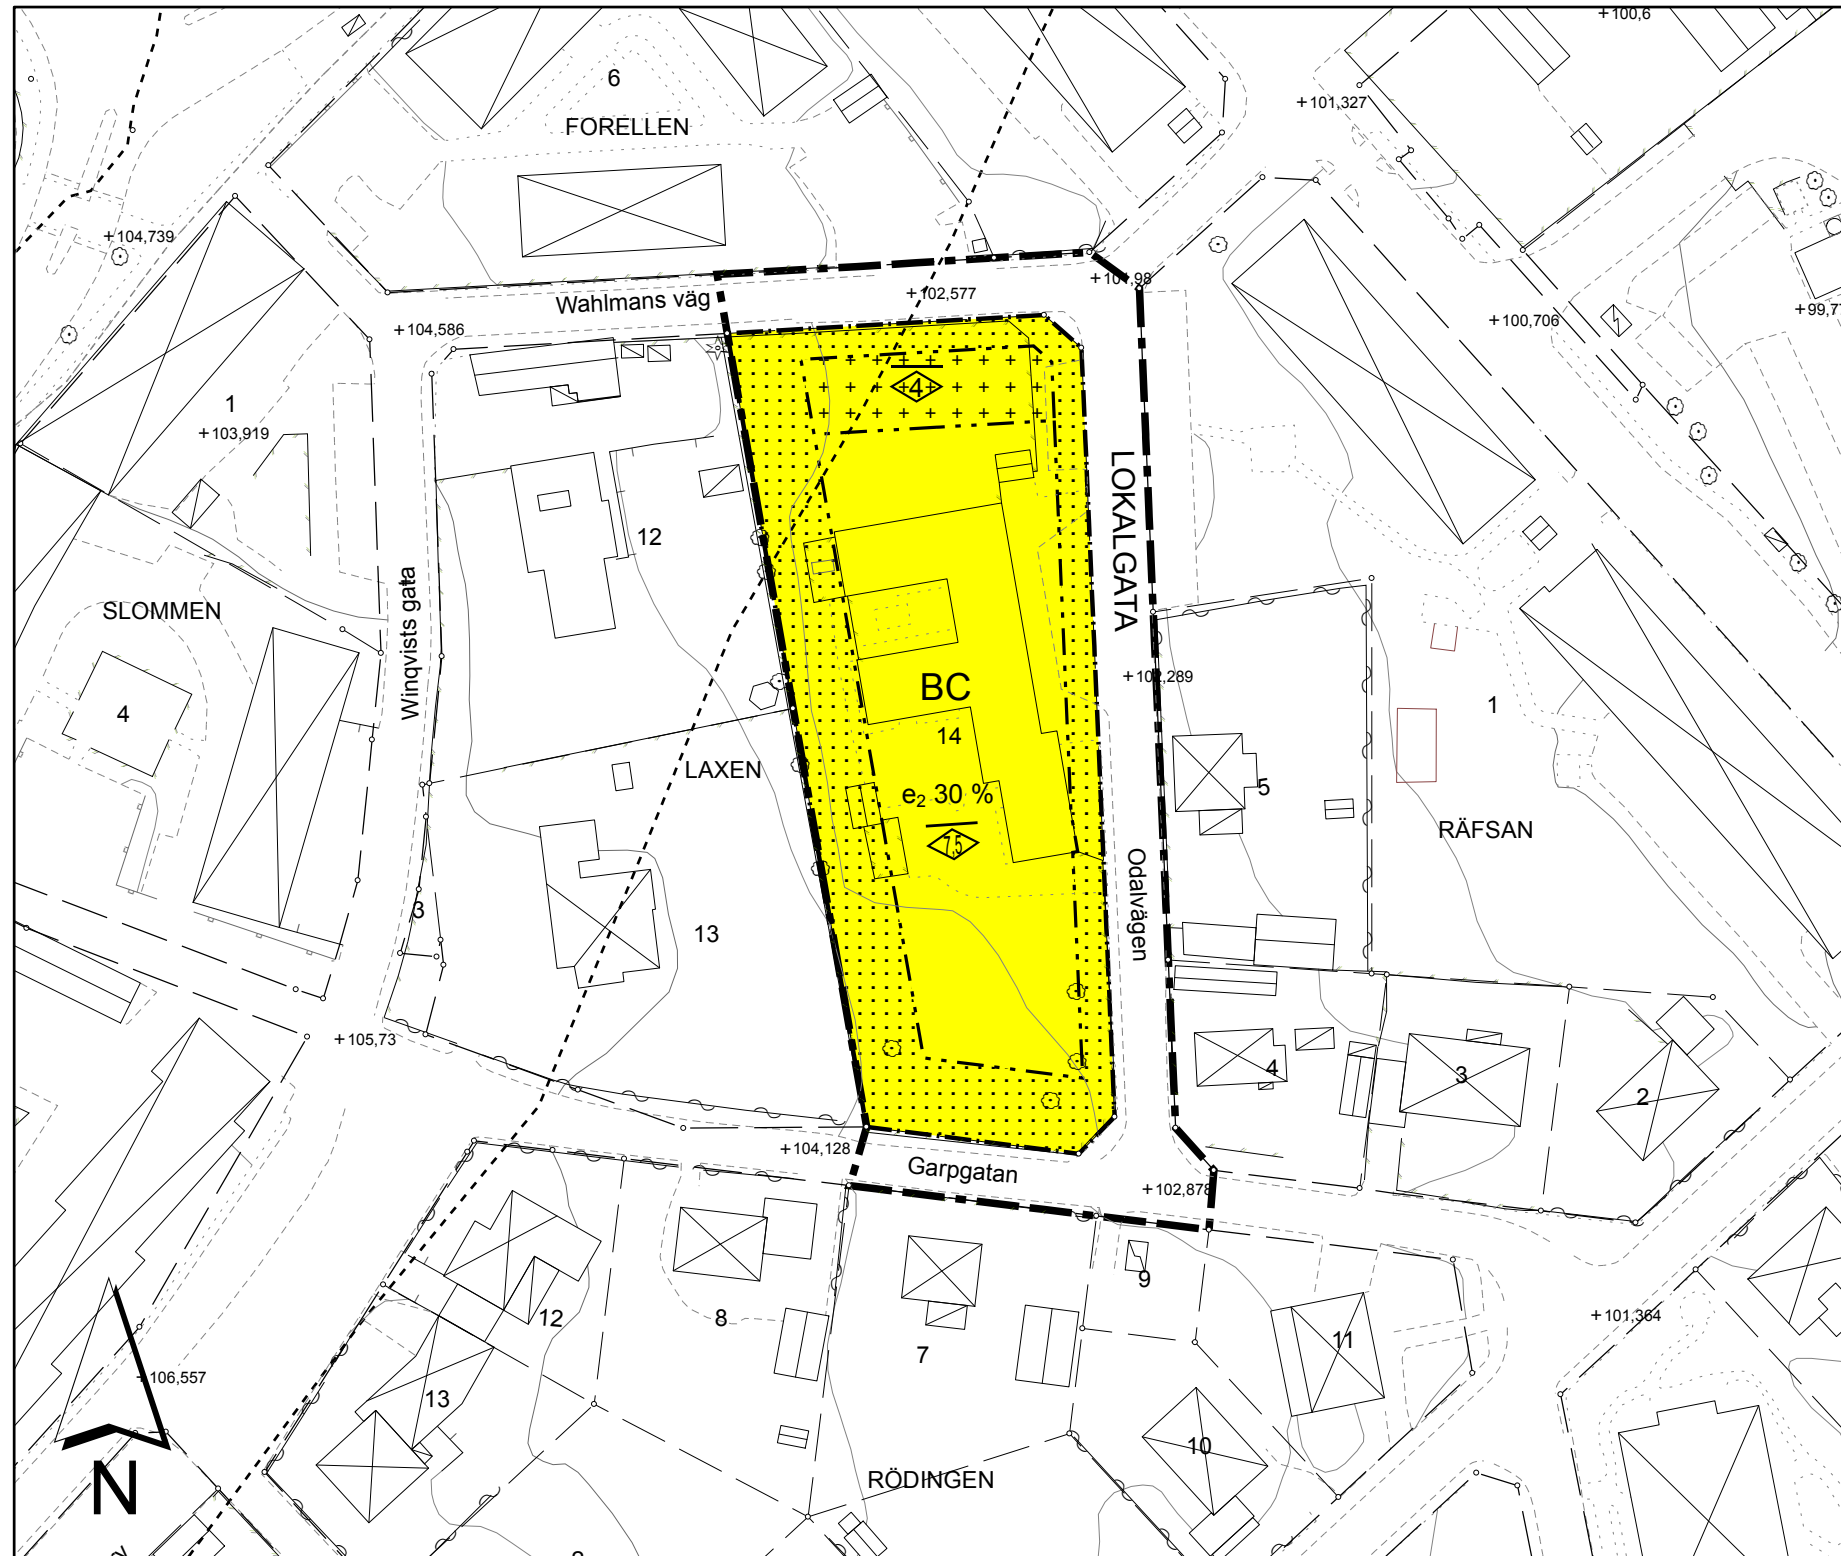 +100,6
6
+101,327
FORELLEN
+104,739
+101,98
+102,577
Wahlmans väg
+99,7
+104,586
+100,706
4
1
+103,919
LOKALGATA
12
Winqvists gata
SLOMMEN
+102,289
BC
4
1
14
LAXEN
5
e2 30 %
RÄFSAN
7,5
Odalvägen
3
13
+105,73
4
3
2
+104,128
Garpgatan
+102,878
9
12
8
+101,364
11
7
+106,557
13
10
RÖDINGEN
N